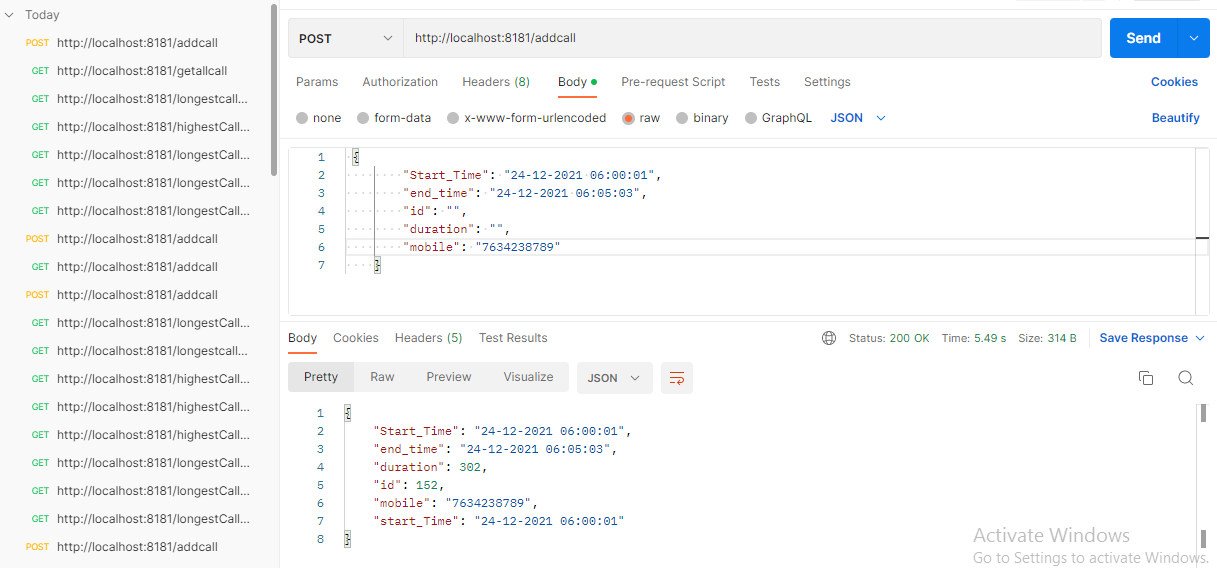 Today
POST http://localhost:8181/addcall
GET http://localhost:8181/getallcall
GET http://localhost:8181/longestcall...
GET http://localhost:8181/highestCall...
GET http://localhost:8181/longestCall...
GET http://localhost:8181/longestCall...
GET http://localhost:8181/longestCall...
POST http://localhost:8181/addcall
GET http://localhost:8181/addcall
POST http://localhost:8181/addcall
GET http://localhost:8181/longestCall...
GET http://localhost:8181/longestcall...
GET http://localhost:8181/highestCall...
GET http://localhost:8181/highestCall...
GET http://localhost:8181/highestCall...
GET http://localhost:8181/longestCall...
GET http://localhost:8181/longestCall...
GET http://localhost:8181/longestCall...
POST http://localhost:8181/addcall
POST http://localhost:8181/addcall Send
Params Authorization Headers (8) Body Pre-request Script Tests Settings Cookies
none form-data x-www-form-urlencoded raw binary GraphQL JSON Beautify
1 {
2 "Start_Time": "24-12-2021 06:00:01",
3 "end_time": "24-12-2021 06:05:03",
4 "id": "",
5 "duration": "",
6 "mobile": "7634238789"
7 }
Body Cookies Headers (5) Test Results Status: 200 OK Time: 5.49 s Size: 314 B Save Response
Pretty Raw Preview Visualize JSON
1 {
2 "Start_Time": "24-12-2021 06:00:01",
3 "end_time": "24-12-2021 06:05:03",
4 "duration": 302,
5 "id": 152,
6 "mobile": "7634238789",
7 "start_Time": "24-12-2021 06:00:01"
8 }
Activate Windows
Go to Settings to activate Windows.